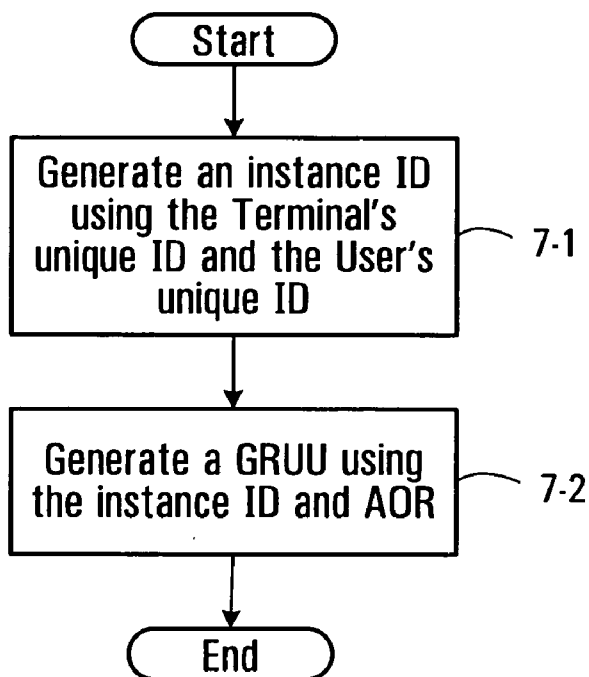 Start
Generate an instance ID
using the Terminal's
unique ID and the User's
unique ID
7-1
Generate a GRUU using
the instance ID and AOR
7-2
End